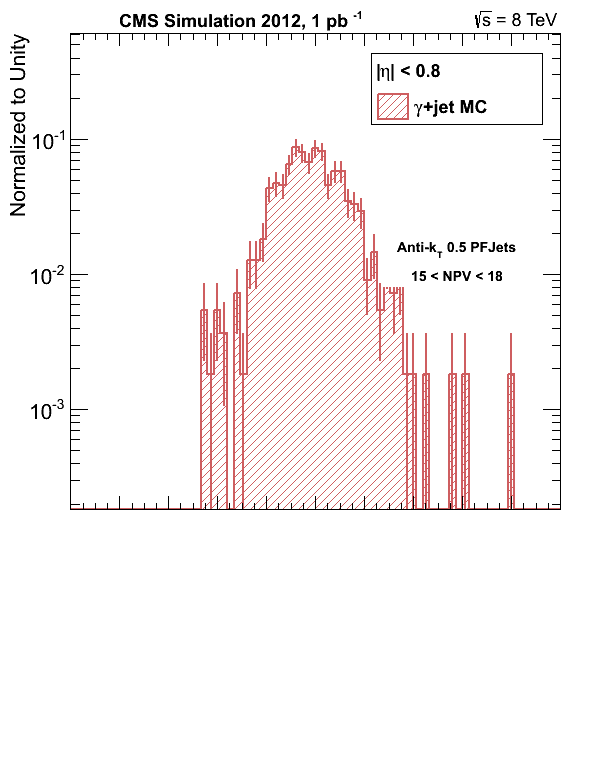 CMS Simulation 2012, 1 pb⁻¹
√s = 8 TeV
Normalized to Unity
|η| < 0.8
γ+jet MC
10⁻¹
Anti-k_T 0.5 PFJets
15 < NPV < 18
10⁻²
10⁻³